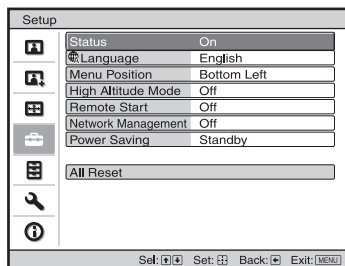 Setup
Status On
Language English
Menu Position Bottom Left
High Altitude Mode Off
Remote Start Off
Network Management Off
Power Saving Standby
All Reset
Sel: Set: Back: Exit: MENU